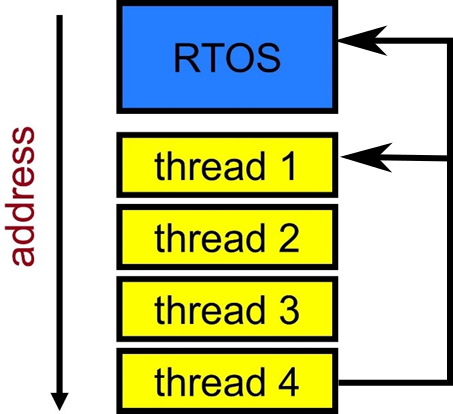 RTOS
address
thread 1
thread 2
thread 3
thread 4